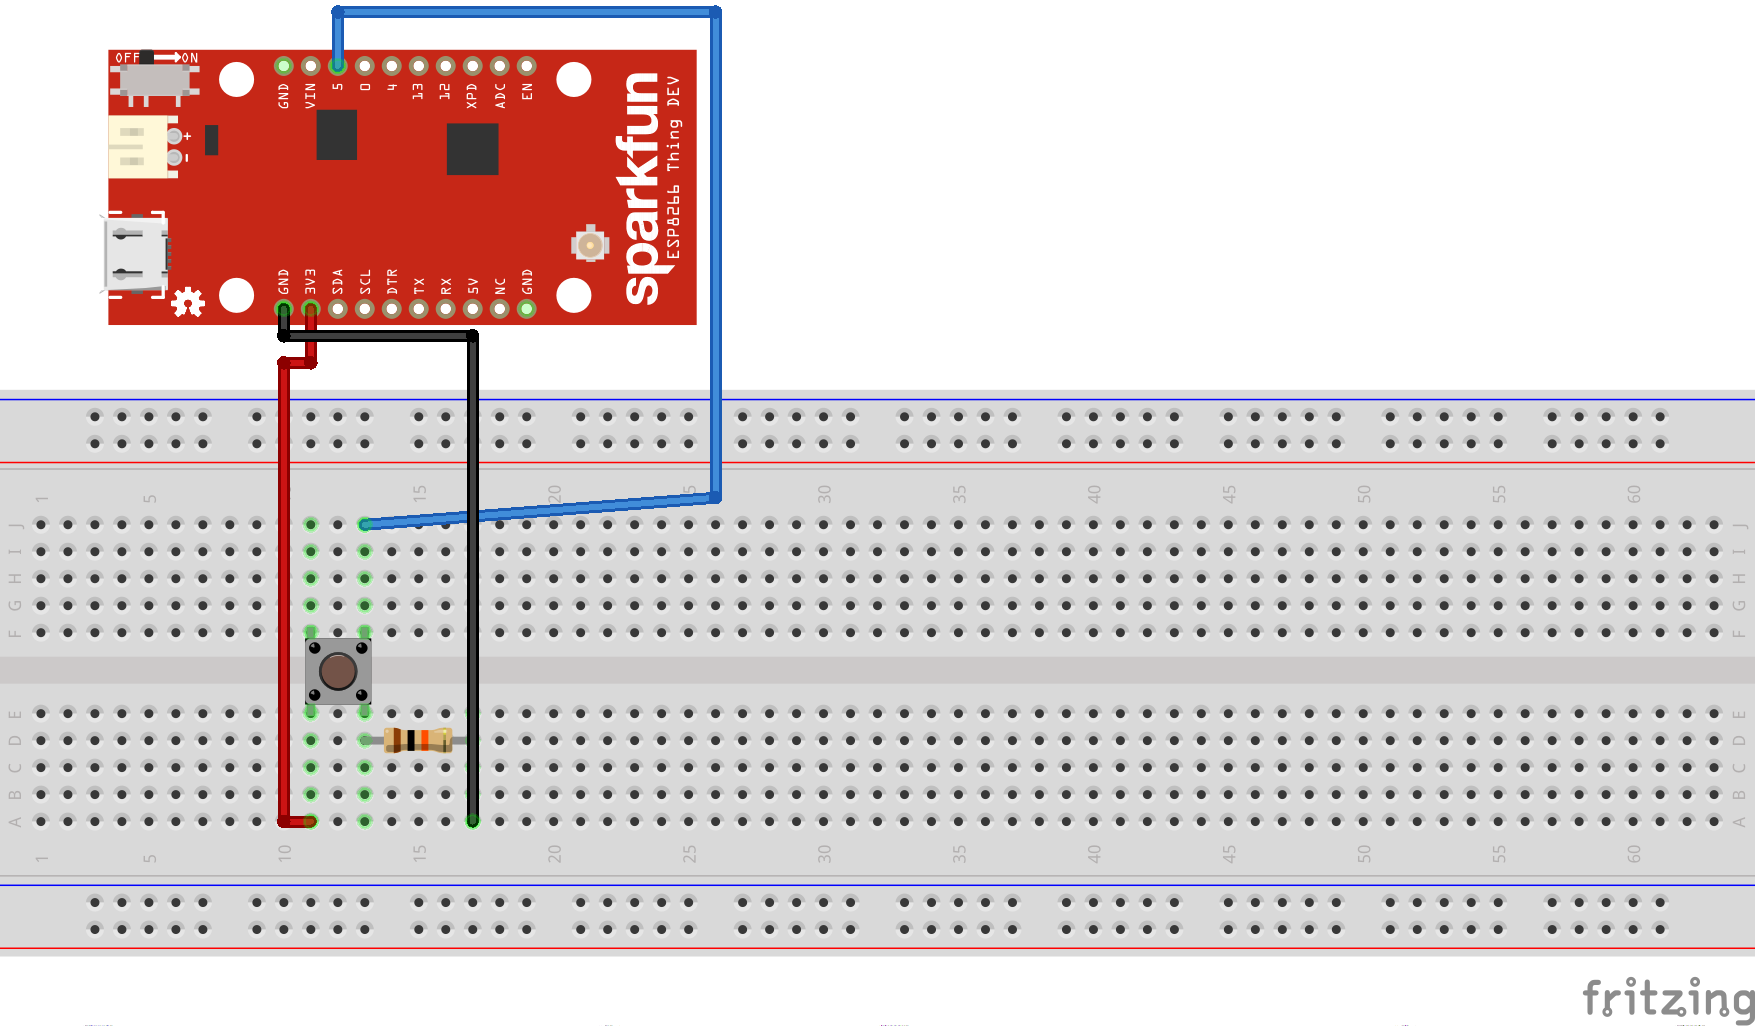 OFF ON
GND VIN 5 0 4 13 12 XPD ADC EN
+
-
sparkfun
ESP8266 Thing DEV
GND 3V3 SDA SCL DTR TX RX 5V NC GND
1 5 15 20 5 30 35 40 45 50 55 60
J J
I I
H H
G G
F F
E E
D D
C C
B B
A A
1 5 10 15 20 25 30 35 40 45 50 55 60
fritzing